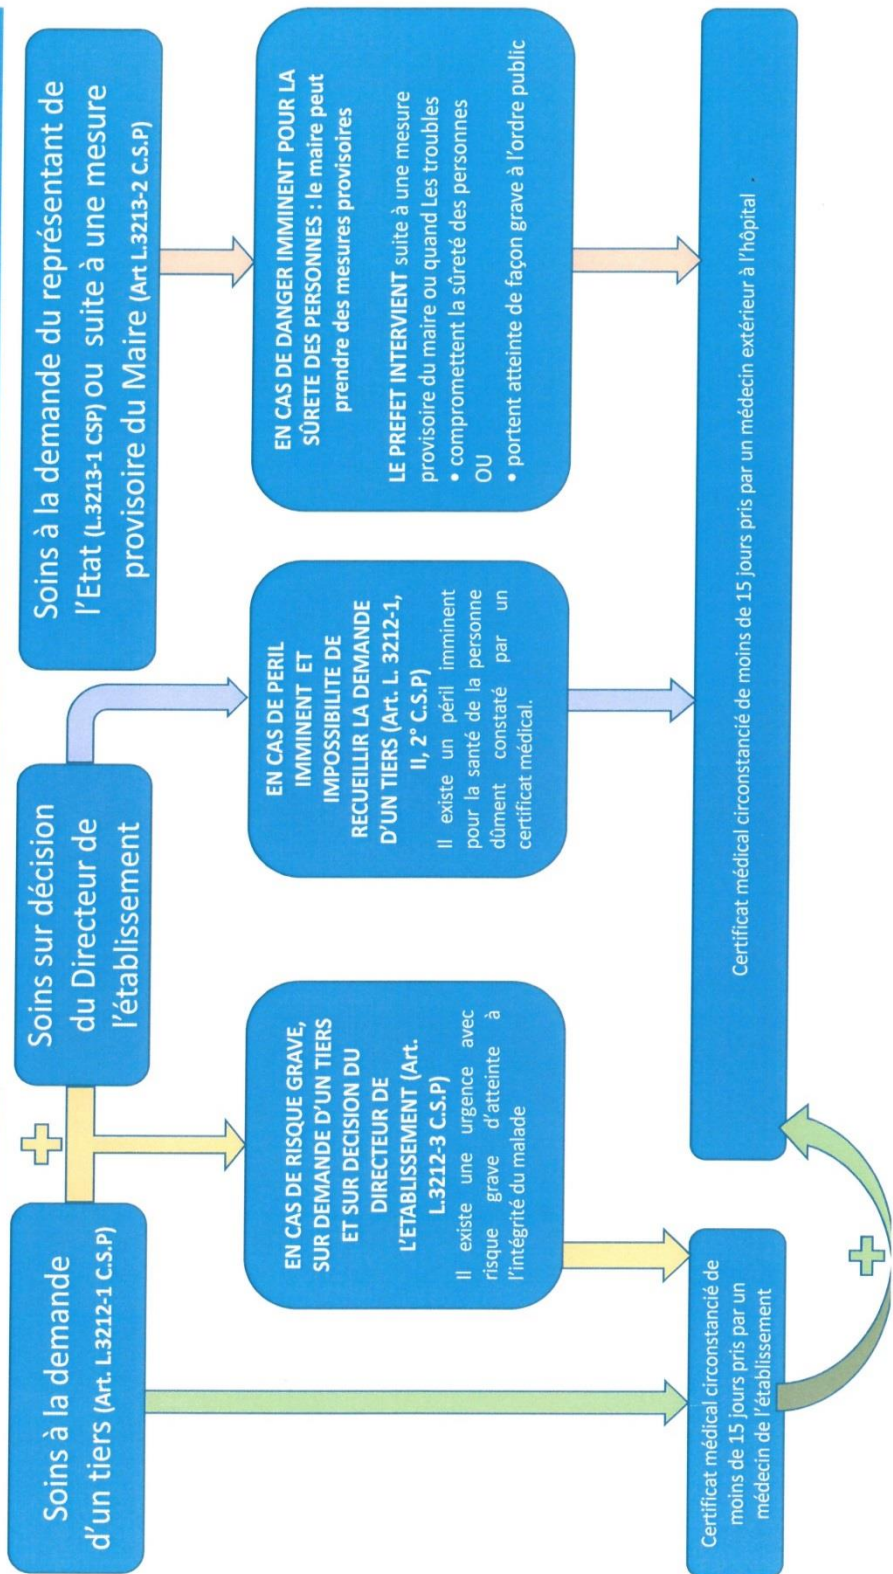 Soins à la demande
d'un tiers (Art. L.3212-1 C.S.P)
Soins sur décision
du Directeur de
l'établissement
Soins à la demande du représentant de
l'Etat (L.3213-1 CSP) OU suite à une mesure
provisoire du Maire (Art L.3213-2 C.S.P)
EN CAS DE RISQUE GRAVE,
SUR DEMANDE D'UN TIERS
ET SUR DECISION DU
DIRECTEUR DE
L'ETABLISSEMENT (Art.
L.3212-3 C.S.P)
Il existe une urgence avec
risque grave d'atteinte à
l'intégrité du malade
EN CAS DE PERIL
IMMINENT ET
IMPOSSIBILITE DE
RECUEILLIR LA DEMANDE
D'UN TIERS (Art. L. 3212-1,
II, 2° C.S.P)
Il existe un péril imminent
pour la santé de la personne
dûment constaté par un
certificat médical.
EN CAS DE DANGER IMMINENT POUR LA
SÛRETE DES PERSONNES : le maire peut
prendre des mesures provisoires
LE PREFET INTERVIENT suite à une mesure
provisoire du maire ou quand Les troubles
• compromettent la sûreté des personnes
OU
• portent atteinte de façon grave à l'ordre public
Certificat médical circonstancié de
moins de 15 jours pris par un
médecin de l'établissement
Certificat médical circonstancié de moins de 15 jours pris par un médecin extérieur à l'hôpital .